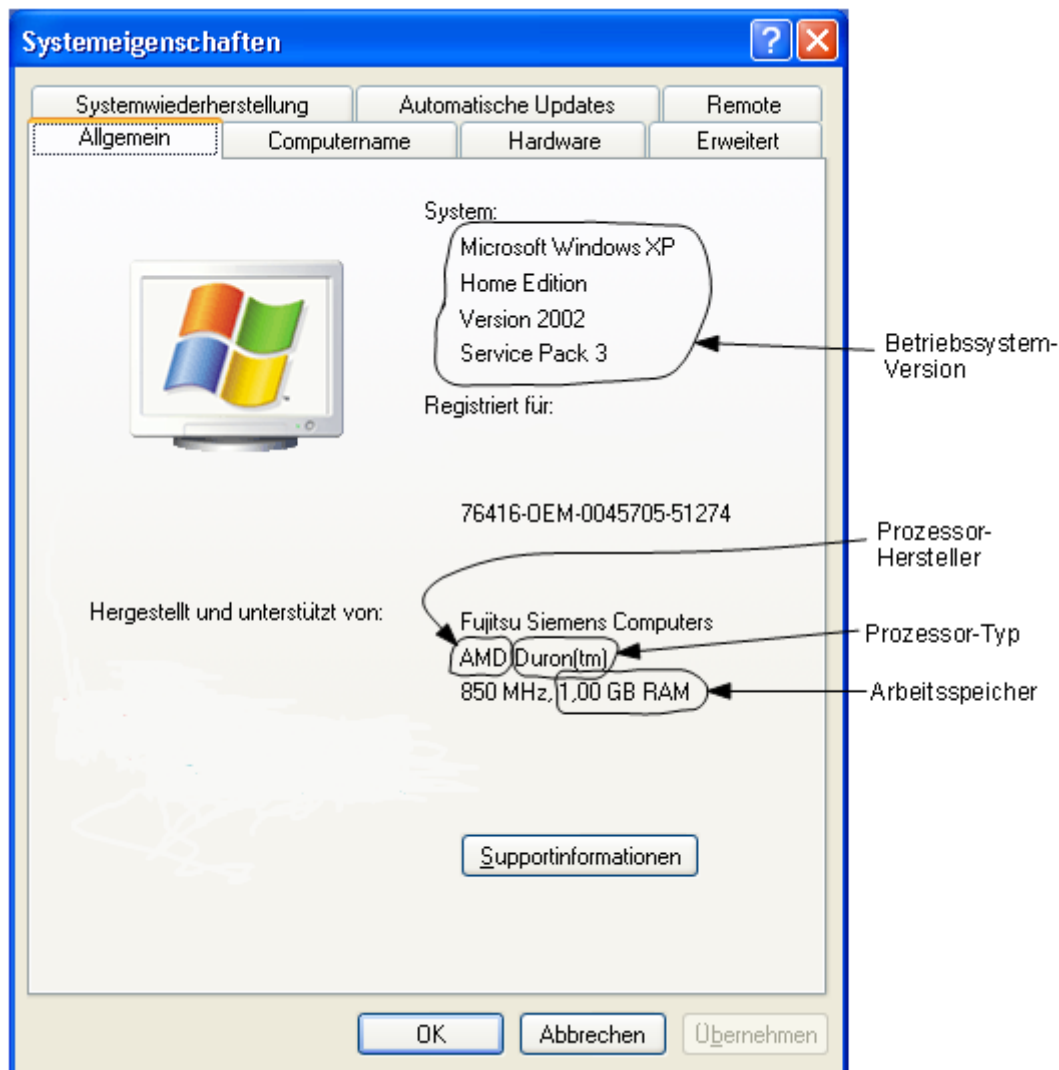 Systemeigenschaften
Systemwiederherstellung Automatische Updates Remote
Allgemein Computername Hardware Erweitert
System:
Microsoft Windows XP
Home Edition
Version 2002
Service Pack 3
Betriebssystem-
Version
Registriert für:
76416-OEM-0045705-51274
Prozessor-
Hersteller
Hergestellt und unterstützt von:
Fujitsu Siemens Computers
AMD Duron(tm)
Prozessor-Typ
850 MHz, 1,00 GB RAM
Arbeitsspeicher
Supportinformationen
OK Abbrechen Übernehmen